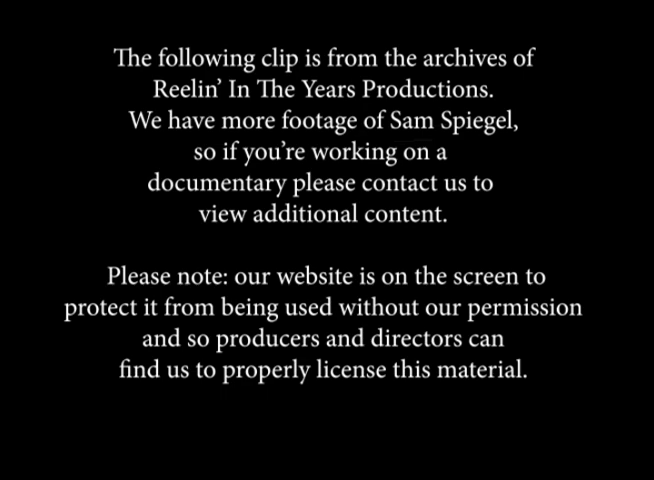 The following clip is from the archives of
Reelin’ In The Years Productions.
We have more footage of Sam Spiegel,
so if you’re working on a
documentary please contact us to
view additional content.
Please note: our website is on the screen to
protect it from being used without our permission
and so producers and directors can
find us to properly license this material.